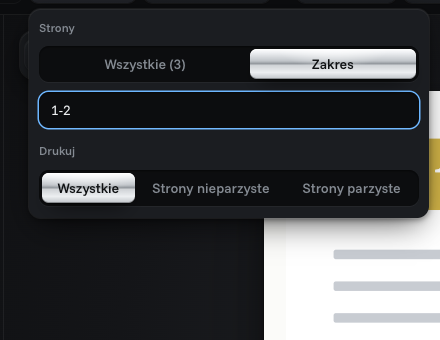 Strony
Wszystkie (3) Zakres
1-2
Drukuj
Wszystkie Strony nieparzyste Strony parzyste